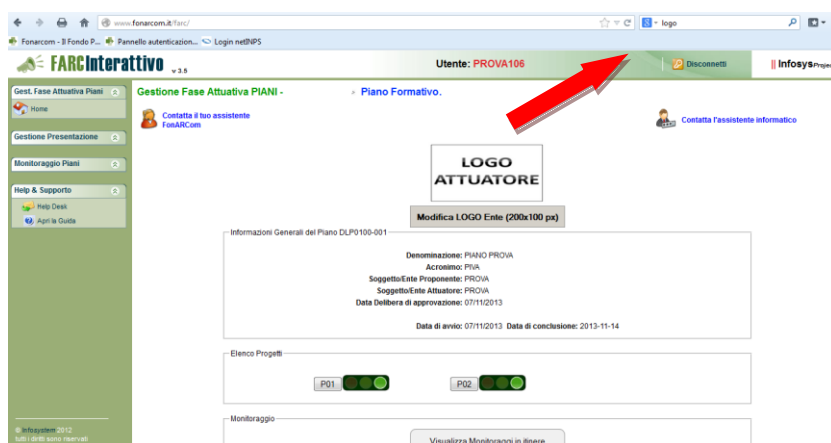 www.fonarcom.it/farc/
logo
Fonarcom - Il Fondo P...
Pannello autenticazion...
Login netINPS
FARCInterattivo v 3.5
Utente: PROVA106
Disconnetti
Infosys Projec
Gest. Fase Attuativa Piani
Home
Gestione Presentazione
Monitoraggio Piani
Help & Supporto
Help Desk
Apri la Guida
Gestione Fase Attuativa PIANI -
Piano Formativo.
Contatta il tuo assistente
FonARCom
Contatta l'assistente informatico
LOGO
ATTUATORE
Modifica LOGO Ente (200x100 px)
Informazioni Generali del Piano DLP0100-001
Denominazione: PIANO PROVA
Acronimo: PIVA
Soggetto/Ente Proponente: PROVA
Soggetto/Ente Attuatore: PROVA
Data Delibera di approvazione: 07/11/2013
Data di avvio: 07/11/2013 Data di conclusione: 2013-11-14
Elenco Progetti
P01
P02
Monitoraggio
Visualizza Monitoraggi in itinere
© Infosystem 2012
tutti i diritti sono riservati